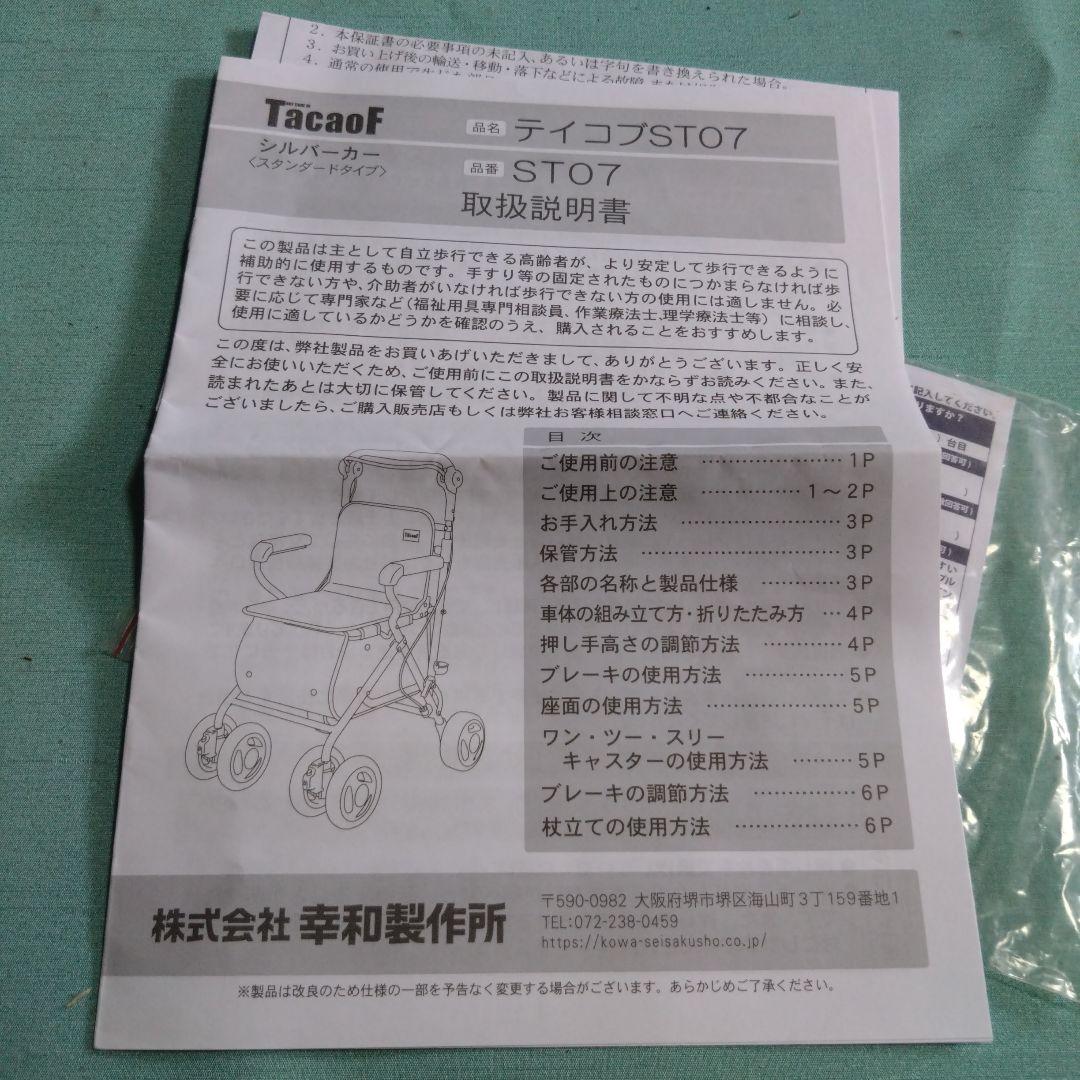 2. 本保証書の必要事項の未記入、あるいは字句を書き換えられた場合。
3. お買い上げ後の輸送・移動・落下などによる故障
4. 通常の使用で生じた部
TacaoF
シルバーカー
〈スタンダードタイプ〉
品名 テイコブST07
品番 ST07
取扱説明書
この製品は主として自立歩行できる高齢者が、より安定して歩行できるように
補助的に使用するものです。手すり等の固定されたものにつかまらなければ歩
行できない方や、介助者がいなければ歩行できない方の使用には適しません。必
要に応じて専門家など(福祉用具専門相談員、作業療法士、理学療法士等)に相談し、
使用に適しているかどうかを確認のうえ、購入されることをおすすめします。
この度は、弊社製品をお買いあげいただきまして、ありがとうございます。正しく安
全にお使いいただくため、ご使用前にこの取扱説明書をかならずお読みください。また、
読まれたあとは大切に保管してください。製品に関して不明な点や不都合なことが
ございましたら、ご購入販売店もしくは弊社お客様相談窓口へご連絡ください。
目次
ご使用前の注意 ………………… 1P
ご使用上の注意 …………… 1～2P
お手入れ方法 …………………… 3P
保管方法 ………………………… 3P
各部の名称と製品仕様 ………… 3P
車体の組み立て方・折りたたみ方 … 4P
押し手高さの調節方法 ………… 4P
ブレーキの使用方法 …………… 5P
座面の使用方法 ………………… 5P
ワン・ツー・スリー
キャスターの使用方法 ……… 5P
ブレーキの調節方法 …………… 6P
杖立ての使用方法 ……………… 6P
TacaoF
株式会社 幸和製作所
〒590-0982 大阪府堺市堺区海山町3丁159番地1
TEL:072-238-0459
https://kowa-seisakusho.co.jp/
※製品は改良のため仕様の一部を予告なく変更する場合がございます。あらかじめご了承ください。
記入してください
ますか?
)台目
回答可)
)
回答可)
)